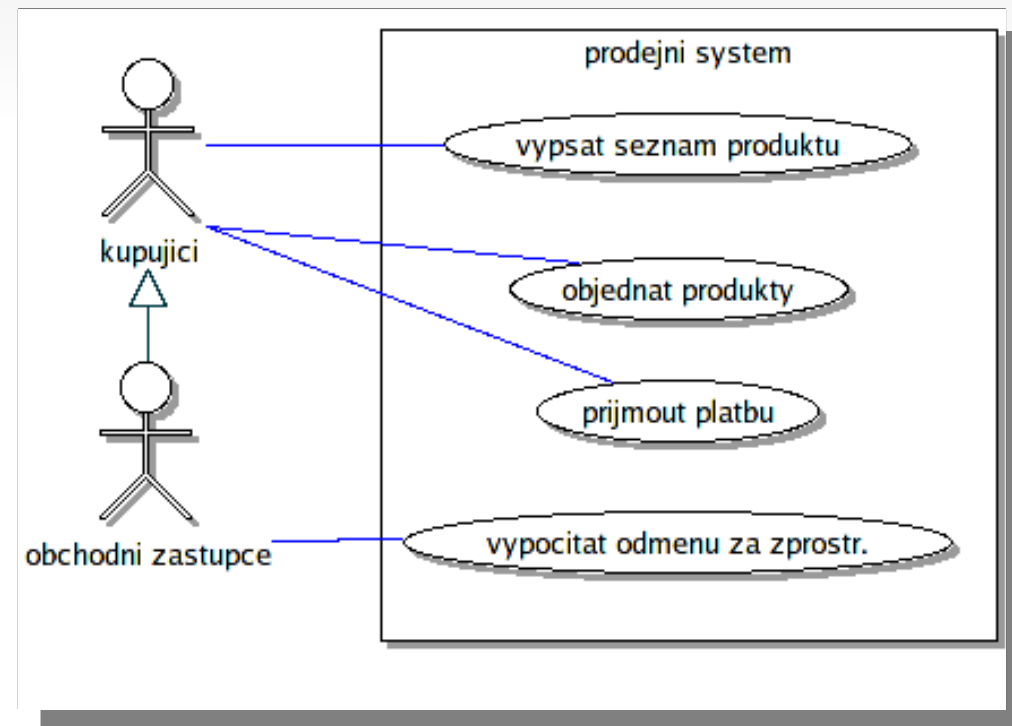 prodejni system
vypsat seznam produktu
kupujici
objednat produkty
prijmout platbu
vypocitat odmenu za zprostr.
obchodni zastupce